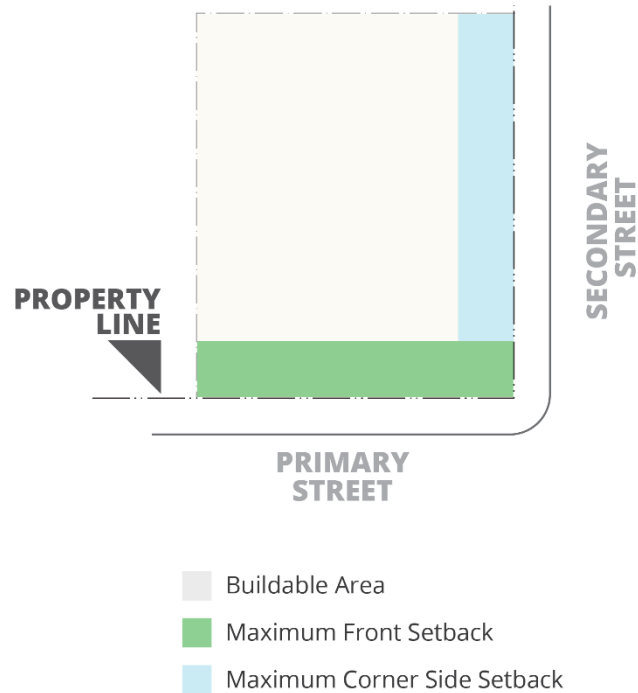 SECONDARY
STREET
PROPERTY
LINE
PRIMARY
STREET
Buildable Area
Maximum Front Setback
Maximum Corner Side Setback